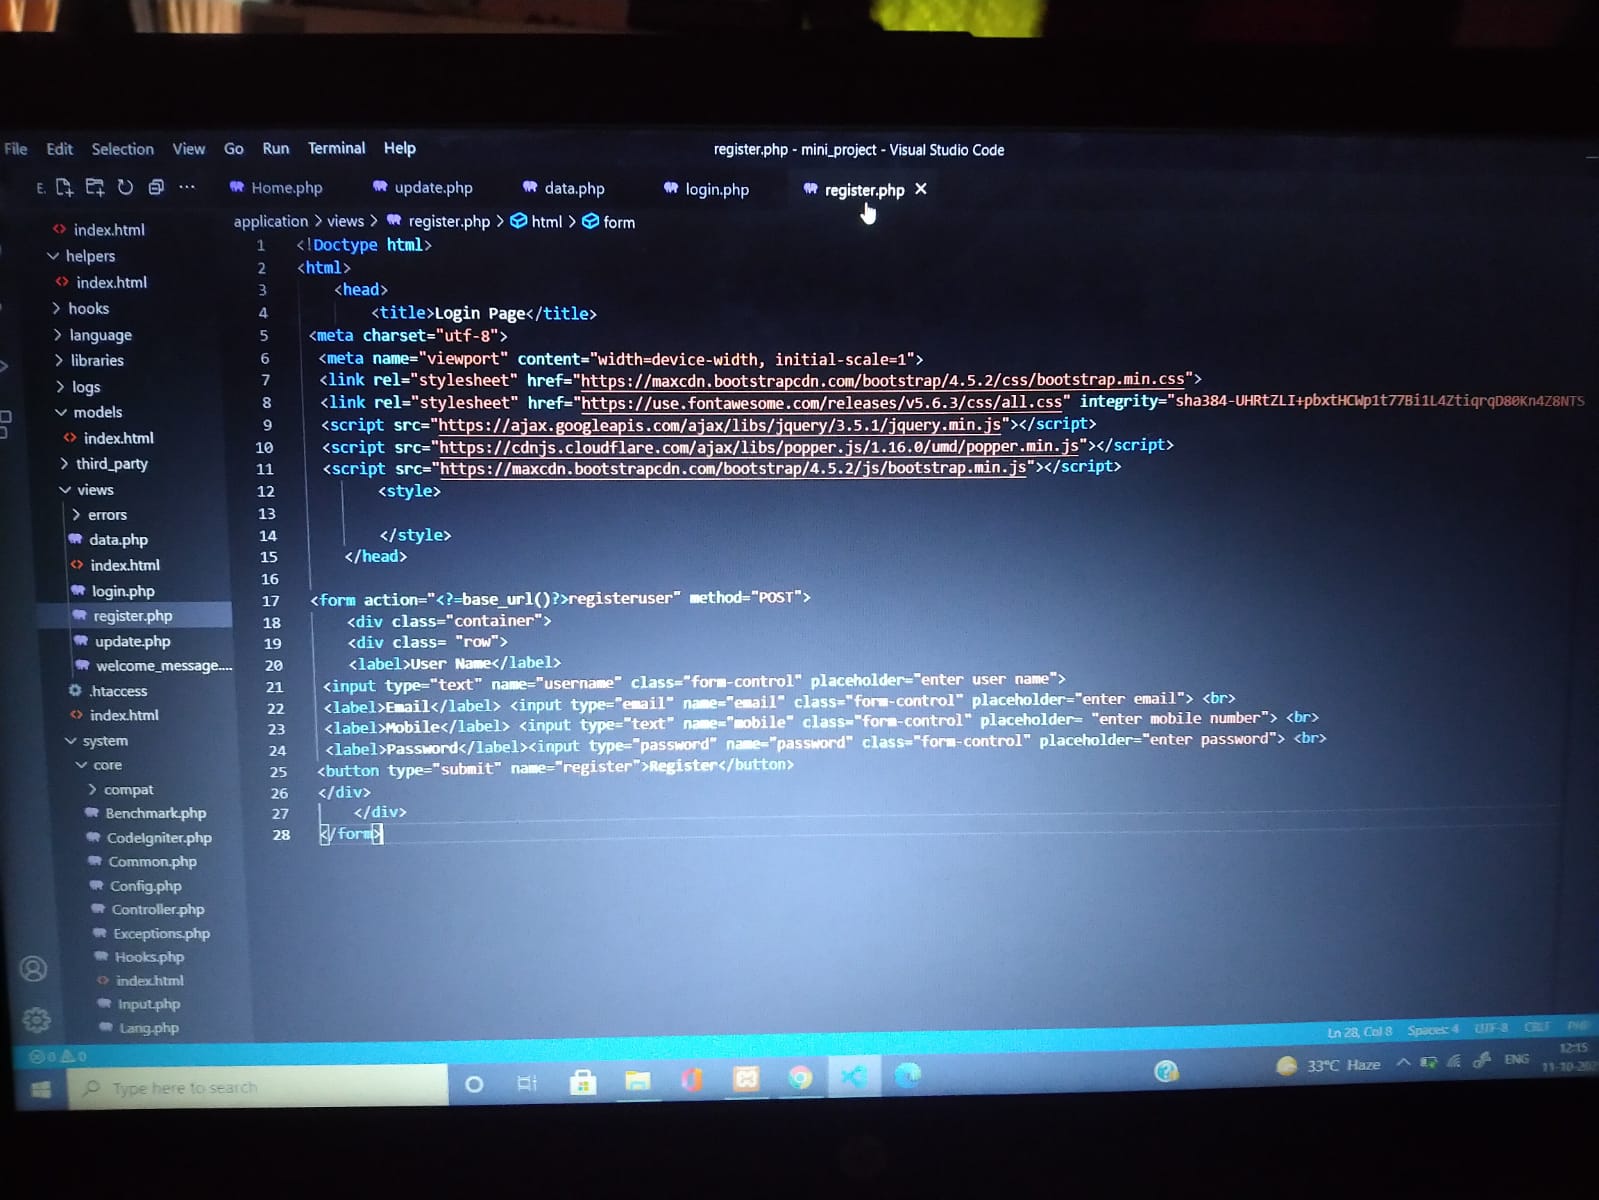 File Edit Selection View Go Run Terminal Help
register.php - mini_project - Visual Studio Code
E.
Home.php update.php data.php login.php register.php
application > views > register.php > html > form
index.html
helpers
index.html
hooks
language
libraries
logs
models
index.html
third_party
views
errors
data.php
index.html
login.php
register.php
update.php
welcome_message....
.htaccess
index.html
system
core
compat
Benchmark.php
CodeIgniter.php
Common.php
Config.php
Controller.php
Exceptions.php
Hooks.php
index.html
Input.php
Lang.php
1 <!Doctype html>
2 <html>
3 <head>
4 <title>Login Page</title>
5 <meta charset="utf-8">
6 <meta name="viewport" content="width=device-width, initial-scale=1">
7 <link rel="stylesheet" href="https://maxcdn.bootstrapcdn.com/bootstrap/4.5.2/css/bootstrap.min.css">
8 <link rel="stylesheet" href="https://use.fontawesome.com/releases/v5.6.3/css/all.css" integrity="sha384-UHRtZLI+pbxtHCWp1t77Bi1L4ZtiqrqD80Kn4Z8NTS
9 <script src="https://ajax.googleapis.com/ajax/libs/jquery/3.5.1/jquery.min.js"></script>
10 <script src="https://cdnjs.cloudflare.com/ajax/libs/popper.js/1.16.0/umd/popper.min.js"></script>
11 <script src="https://maxcdn.bootstrapcdn.com/bootstrap/4.5.2/js/bootstrap.min.js"></script>
12 <style>
13
14 </style>
15 </head>
16
17 <form action="<?=base_url()?>registeruser" method="POST">
18 <div class="container">
19 <div class= "row">
20 <label>User Name</label>
21 <input type="text" name="username" class="form-control" placeholder="enter user name">
22 <label>Email</label> <input type="email" name="email" class="form-control" placeholder="enter email"> <br>
23 <label>Mobile</label> <input type="text" name="mobile" class="form-control" placeholder= "enter mobile number"> <br>
24 <label>Password</label><input type="password" name="password" class="form-control" placeholder="enter password"> <br>
25 <button type="submit" name="register">Register</button>
26 </div>
27 </div>
28 </form>
0 0
Ln 28, Col 8 Spaces: 4 UTF-8 CRLF PHP
Type here to search
33°C Haze ENG
12:15
11-10-202